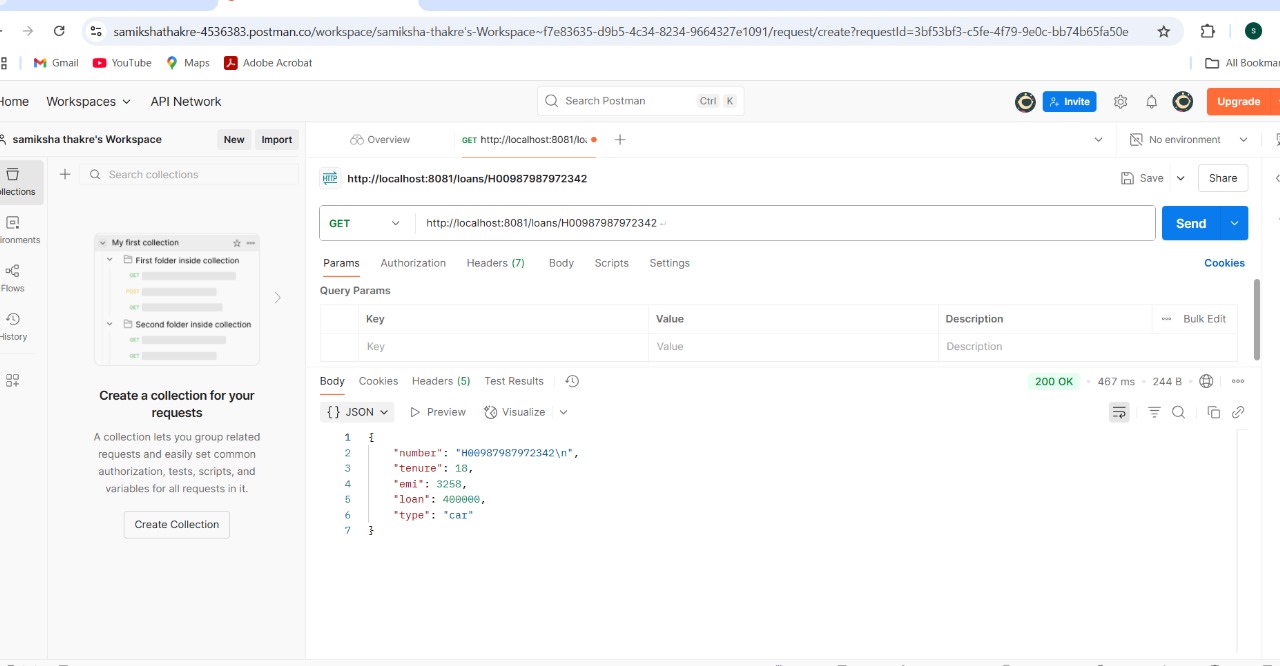 samikshathakre-4536383.postman.co/workspace/samiksha-thakre's-Workspace~f7e83635-d9b5-4c34-8234-9664327e1091/request/create?requestId=3bf53bf3-c5fe-4f79-9e0c-bb74b65fa50e
S
Gmail YouTube Maps Adobe Acrobat All Bookmar
Home Workspaces API Network Search Postman Ctrl K Invite Upgrade
samiksha thakre's Workspace New Import Overview GET http://localhost:8081/loa No environment
ollections Search collections HTTP http://localhost:8081/loans/H00987987972342 Save Share
ironments GET http://localhost:8081/loans/H00987987972342 Send
Flows
History
My first collection
First folder inside collection
GET
POST
GET
Second folder inside collection
GET
GET
Create a collection for your
requests
A collection lets you group related
requests and easily set common
authorization, tests, scripts, and
variables for all requests in it.
Create Collection
Params Authorization Headers (7) Body Scripts Settings Cookies
Query Params
Key Value Description Bulk Edit
Key Value Description
Body Cookies Headers (5) Test Results 200 OK 467 ms 244 B
{} JSON Preview Visualize
1 {
2 "number": "H00987987972342\n",
3 "tenure": 18,
4 "emi": 3258,
5 "loan": 400000,
6 "type": "car"
7 }